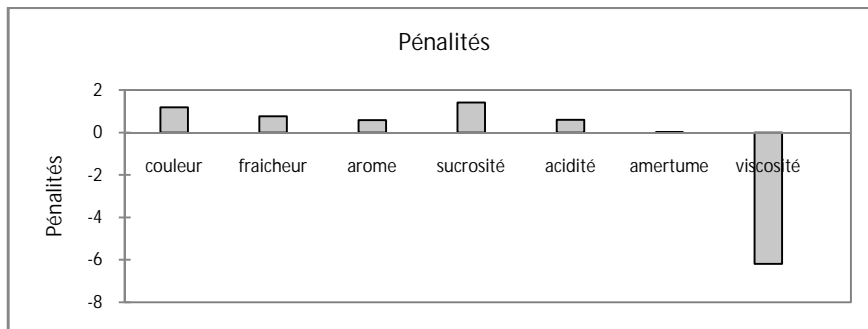 Pénalités
Pénalités
2
0
-2
-4
-6
-8
couleur fraicheur arome sucrosité acidité amertume viscosité